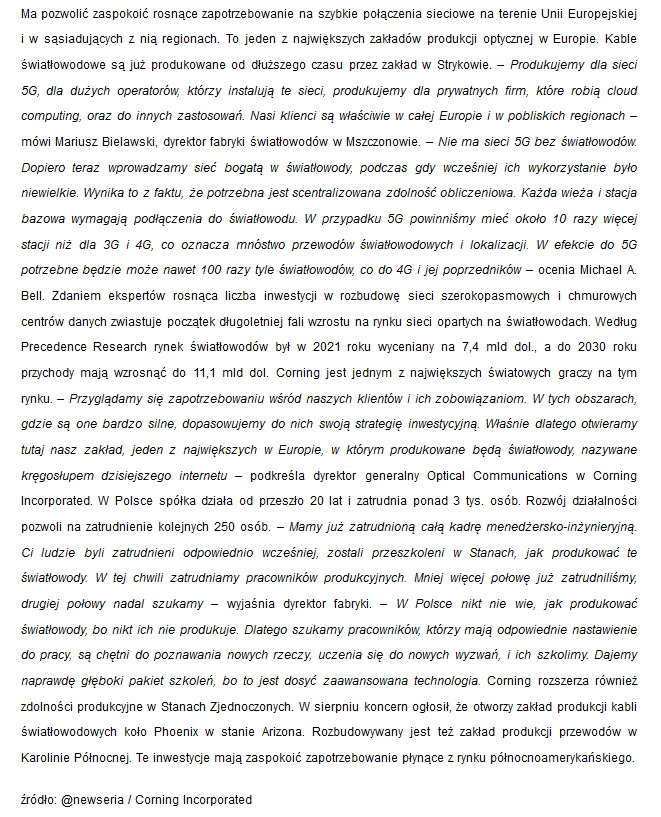 Ma pozwolić zaspokoić rosnące zapotrzebowanie na szybkie połączenia sieciowe na terenie Unii Europejskiej
i w sąsiadujących z nią regionach. To jeden z największych zakładów produkcji optycznej w Europie. Kable
światłowodowe są już produkowane od dłuższego czasu przez zakład w Strykowie. – Produkujemy dla sieci
5G, dla dużych operatorów, którzy instalują te sieci, produkujemy dla prywatnych firm, które robią cloud
computing, oraz do innych zastosowań. Nasi klienci są właściwie w całej Europie i w pobliskich regionach –
mówi Mariusz Bielawski, dyrektor fabryki światłowodów w Mszczonowie. – Nie ma sieci 5G bez światłowodów.
Dopiero teraz wprowadzamy sieć bogatą w światłowody, podczas gdy wcześniej ich wykorzystanie było
niewielkie. Wynika to z faktu, że potrzebna jest scentralizowana zdolność obliczeniowa. Każda wieża i stacja
bazowa wymagają podłączenia do światłowodu. W przypadku 5G powinniśmy mieć około 10 razy więcej
stacji niż dla 3G i 4G, co oznacza mnóstwo przewodów światłowodowych i lokalizacji. W efekcie do 5G
potrzebne będzie może nawet 100 razy tyle światłowodów, co do 4G i jej poprzedników – ocenia Michael A.
Bell. Zdaniem ekspertów rosnąca liczba inwestycji w rozbudowę sieci szerokopasmowych i chmurowych
centrów danych zwiastuje początek długoletniej fali wzrostu na rynku sieci opartych na światłowodach. Według
Precedence Research rynek światłowodów był w 2021 roku wyceniany na 7,4 mld dol., a do 2030 roku
przychody mają wzrosnąć do 11,1 mld dol. Corning jest jednym z największych światowych graczy na tym
rynku. – Przyglądamy się zapotrzebowaniu wśród naszych klientów i ich zobowiązaniom. W tych obszarach,
gdzie są one bardzo silne, dopasowujemy do nich swoją strategię inwestycyjną. Właśnie dlatego otwieramy
tutaj nasz zakład, jeden z największych w Europie, w którym produkowane będą światłowody, nazywane
kręgosłupem dzisiejszego internetu – podkreśla dyrektor generalny Optical Communications w Corning
Incorporated. W Polsce spółka działa od przeszło 20 lat i zatrudnia ponad 3 tys. osób. Rozwój działalności
pozwoli na zatrudnienie kolejnych 250 osób. – Mamy już zatrudnioną całą kadrę menedżersko-inżynieryjną.
Ci ludzie byli zatrudnieni odpowiednio wcześniej, zostali przeszkoleni w Stanach, jak produkować te
światłowody. W tej chwili zatrudniamy pracowników produkcyjnych. Mniej więcej połowę już zatrudniliśmy,
drugiej połowy nadal szukamy – wyjaśnia dyrektor fabryki. – W Polsce nikt nie wie, jak produkować
światłowody, bo nikt ich nie produkuje. Dlatego szukamy pracowników, którzy mają odpowiednie nastawienie
do pracy, są chętni do poznawania nowych rzeczy, uczenia się do nowych wyzwań, i ich szkolimy. Dajemy
naprawdę głęboki pakiet szkoleń, bo to jest dosyć zaawansowana technologia. Corning rozszerza również
zdolności produkcyjne w Stanach Zjednoczonych. W sierpniu koncern ogłosił, że otworzy zakład produkcji kabli
światłowodowych koło Phoenix w stanie Arizona. Rozbudowywany jest też zakład produkcji przewodów w
Karolinie Północnej. Te inwestycje mają zaspokoić zapotrzebowanie płynące z rynku północnoamerykańskiego.
źródło: @newseria / Corning Incorporated